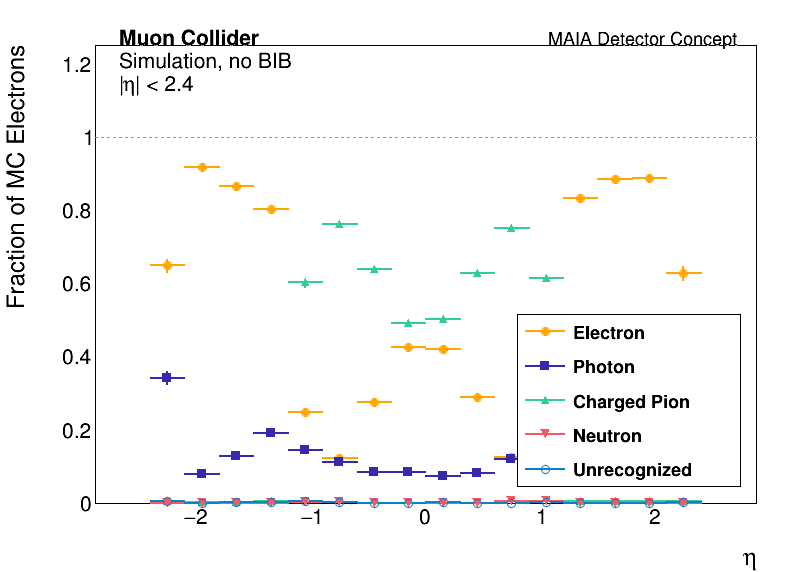 Muon Collider
MAIA Detector Concept
Simulation, no BIB
|η| < 2.4
Fraction of MC Electrons
1.2
1
0.8
0.6
0.4
0.2
0
Electron
Photon
Charged Pion
Neutron
Unrecognized
−2 −1 0 1 2
η